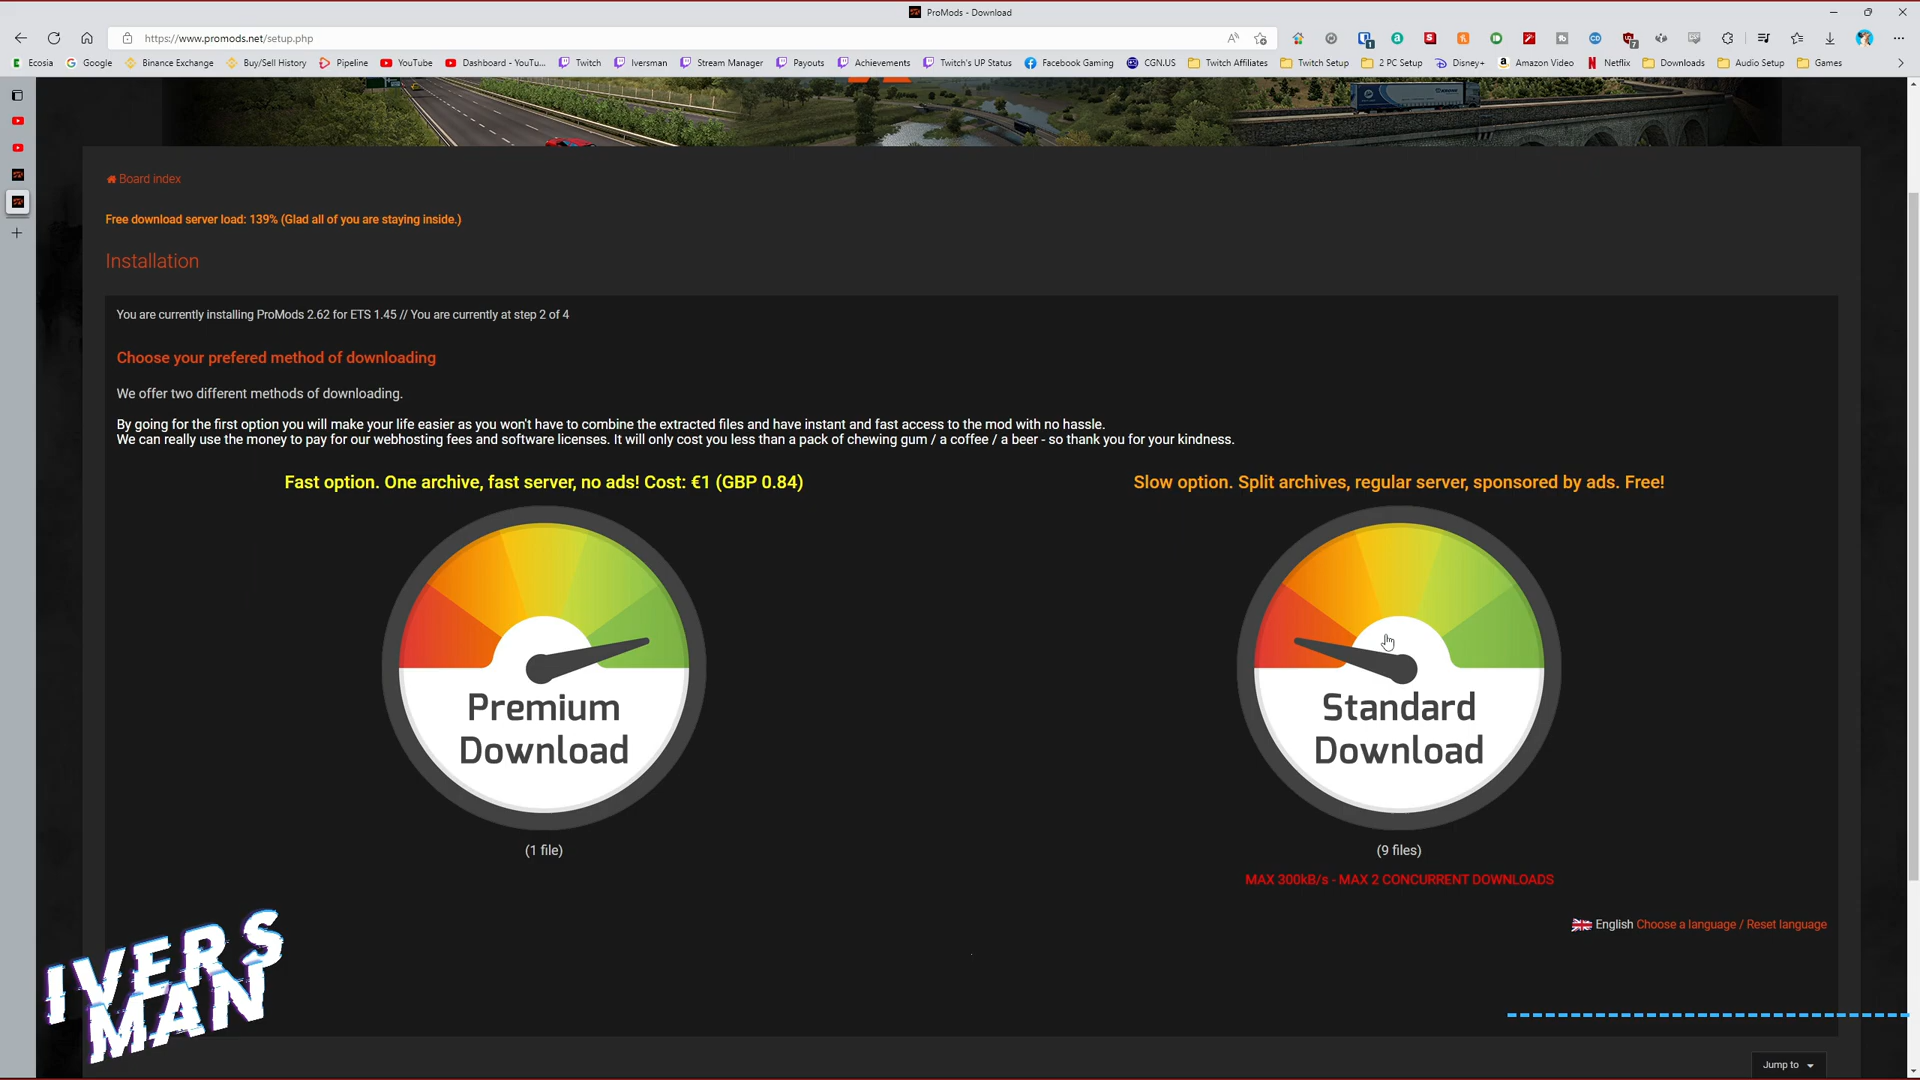 ProMods - Download
https://www.promods.net/setup.php
Ecosia Google Binance Exchange Buy/Sell History Pipeline YouTube Dashboard - YouTu... Twitch Iversman Stream Manager Payouts Achievements Twitch's UP Status Facebook Gaming CGN.US Twitch Affiliates Twitch Setup 2 PC Setup Disney+ Amazon Video Netflix Downloads Audio Setup Games
Board index
Free download server load: 139% (Glad all of you are staying inside.)
Installation
You are currently installing ProMods 2.62 for ETS 1.45 // You are currently at step 2 of 4
Choose your prefered method of downloading
We offer two different methods of downloading.
By going for the first option you will make your life easier as you won't have to combine the extracted files and have instant and fast access to the mod with no hassle.
We can really use the money to pay for our webhosting fees and software licenses. It will only cost you less than a pack of chewing gum / a coffee / a beer - so thank you for your kindness.
Fast option. One archive, fast server, no ads! Cost: €1 (GBP 0.84)
Slow option. Split archives, regular server, sponsored by ads. Free!
Premium
Download
Standard
Download
(1 file)
(9 files)
MAX 300kB/s - MAX 2 CONCURRENT DOWNLOADS
English Choose a language / Reset language
IVERS
MAN
Jump to